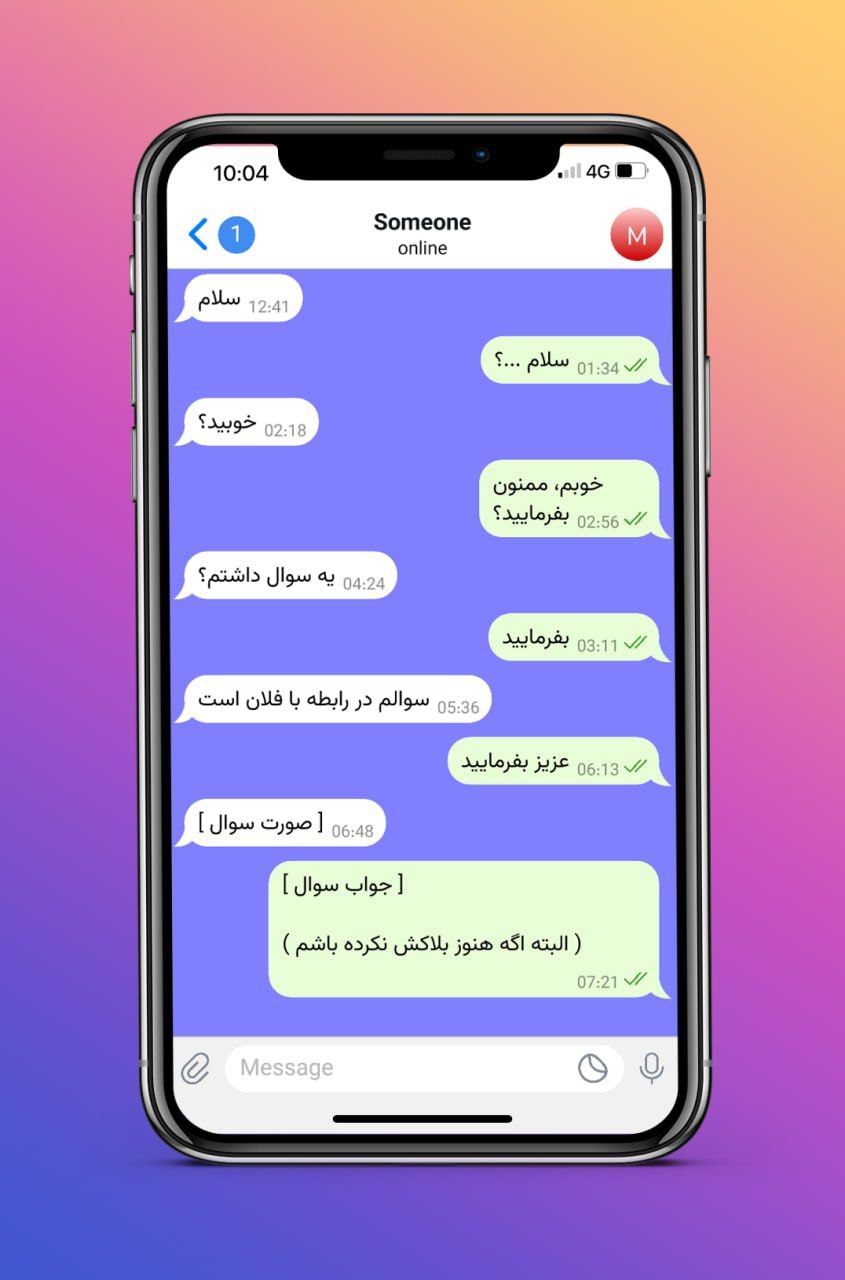 10:04
4G
1
Someone
online
M
سلام 12:41
سلام ...؟ 01:34
خوبید؟ 02:18
خوبم، ممنون
بفرمایید؟ 02:56
یه سوال داشتم؟ 04:24
بفرمایید 03:11
سوالم در رابطه با فلان است 05:36
عزیز بفرمایید 06:13
[ صورت سوال ] 06:48
[ جواب سوال ]
( البته اگه هنوز بلاکش نکرده باشم )
07:21
Message